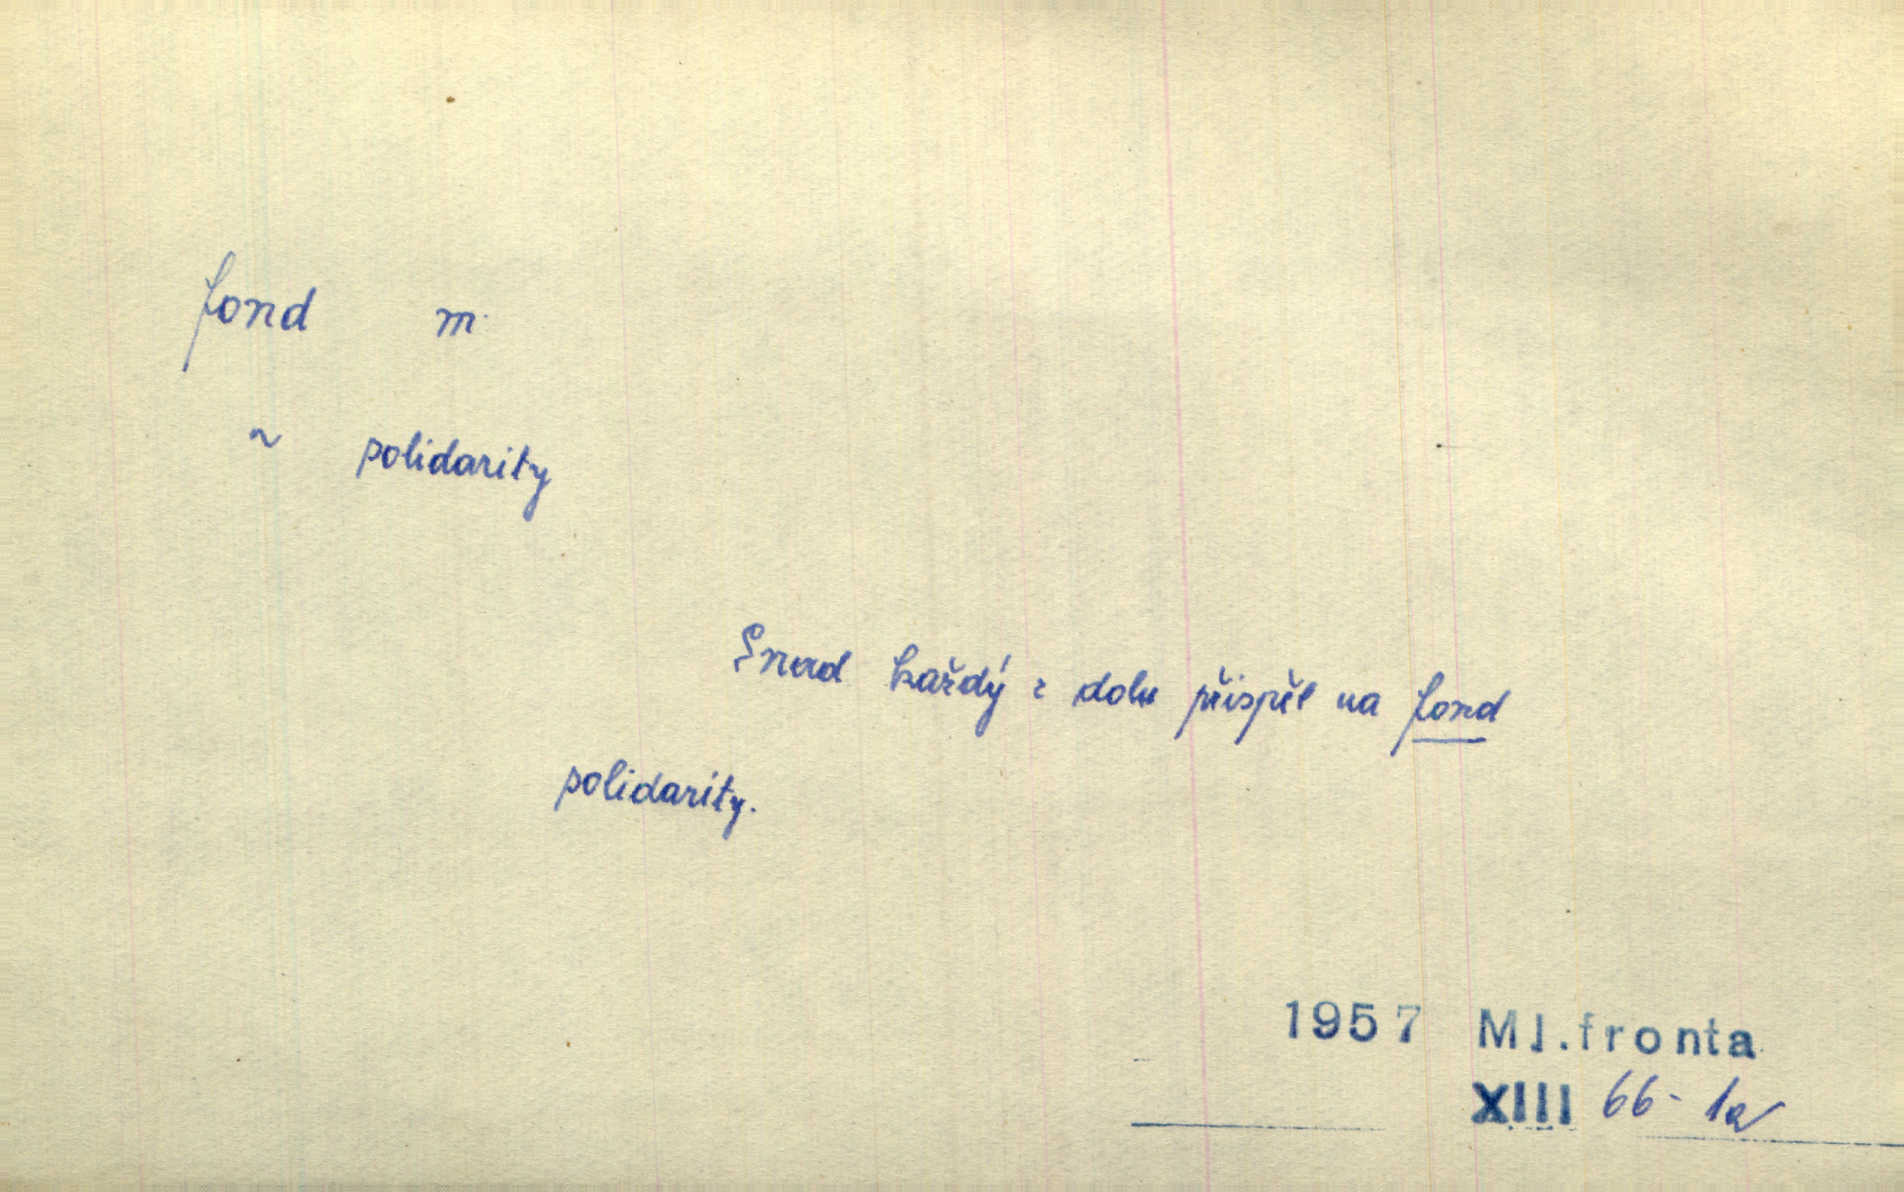 fond m.
~ solidarity
Snad každý z dolu přispěl na fond
solidarity.
1957 Ml.fronta
XIII 66-1a